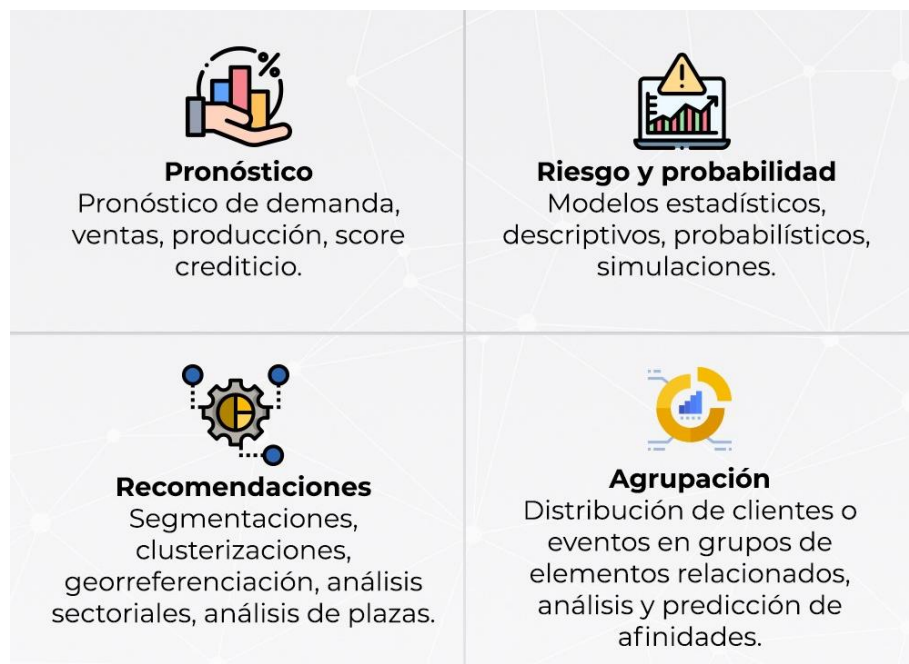 %
Pronóstico
Pronóstico de demanda,
ventas, producción, score
crediticio.
Riesgo y probabilidad
Modelos estadísticos,
descriptivos, probabilísticos,
simulaciones.
Recomendaciones
Segmentaciones,
clusterizaciones,
georreferenciación, análisis
sectoriales, análisis de plazas.
Agrupación
Distribución de clientes o
eventos en grupos de
elementos relacionados,
análisis y predicción de
afinidades.